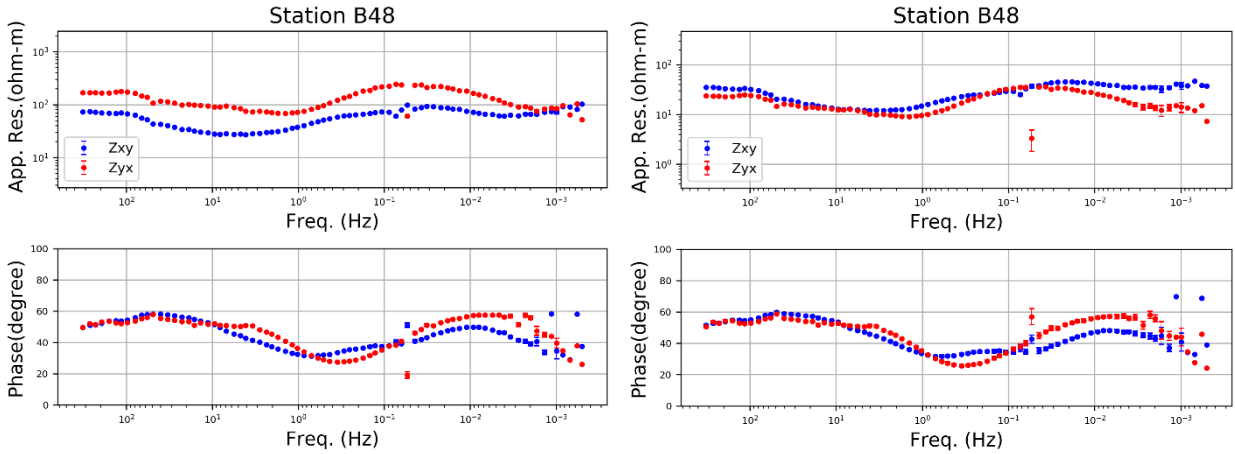 Station B48
App. Res.(ohm-m)
10³
10²
10¹
Zxy
Zyx
10² 10¹ 10⁰ 10⁻¹ 10⁻² 10⁻³
Freq. (Hz)
Phase(degree)
100
80
60
40
20
0
10² 10¹ 10⁰ 10⁻¹ 10⁻² 10⁻³
Freq. (Hz)
Station B48
App. Res.(ohm-m)
10²
10¹
10⁰
Zxy
Zyx
10² 10¹ 10⁰ 10⁻¹ 10⁻² 10⁻³
Freq. (Hz)
Phase(degree)
100
80
60
40
20
0
10² 10¹ 10⁰ 10⁻¹ 10⁻² 10⁻³
Freq. (Hz)